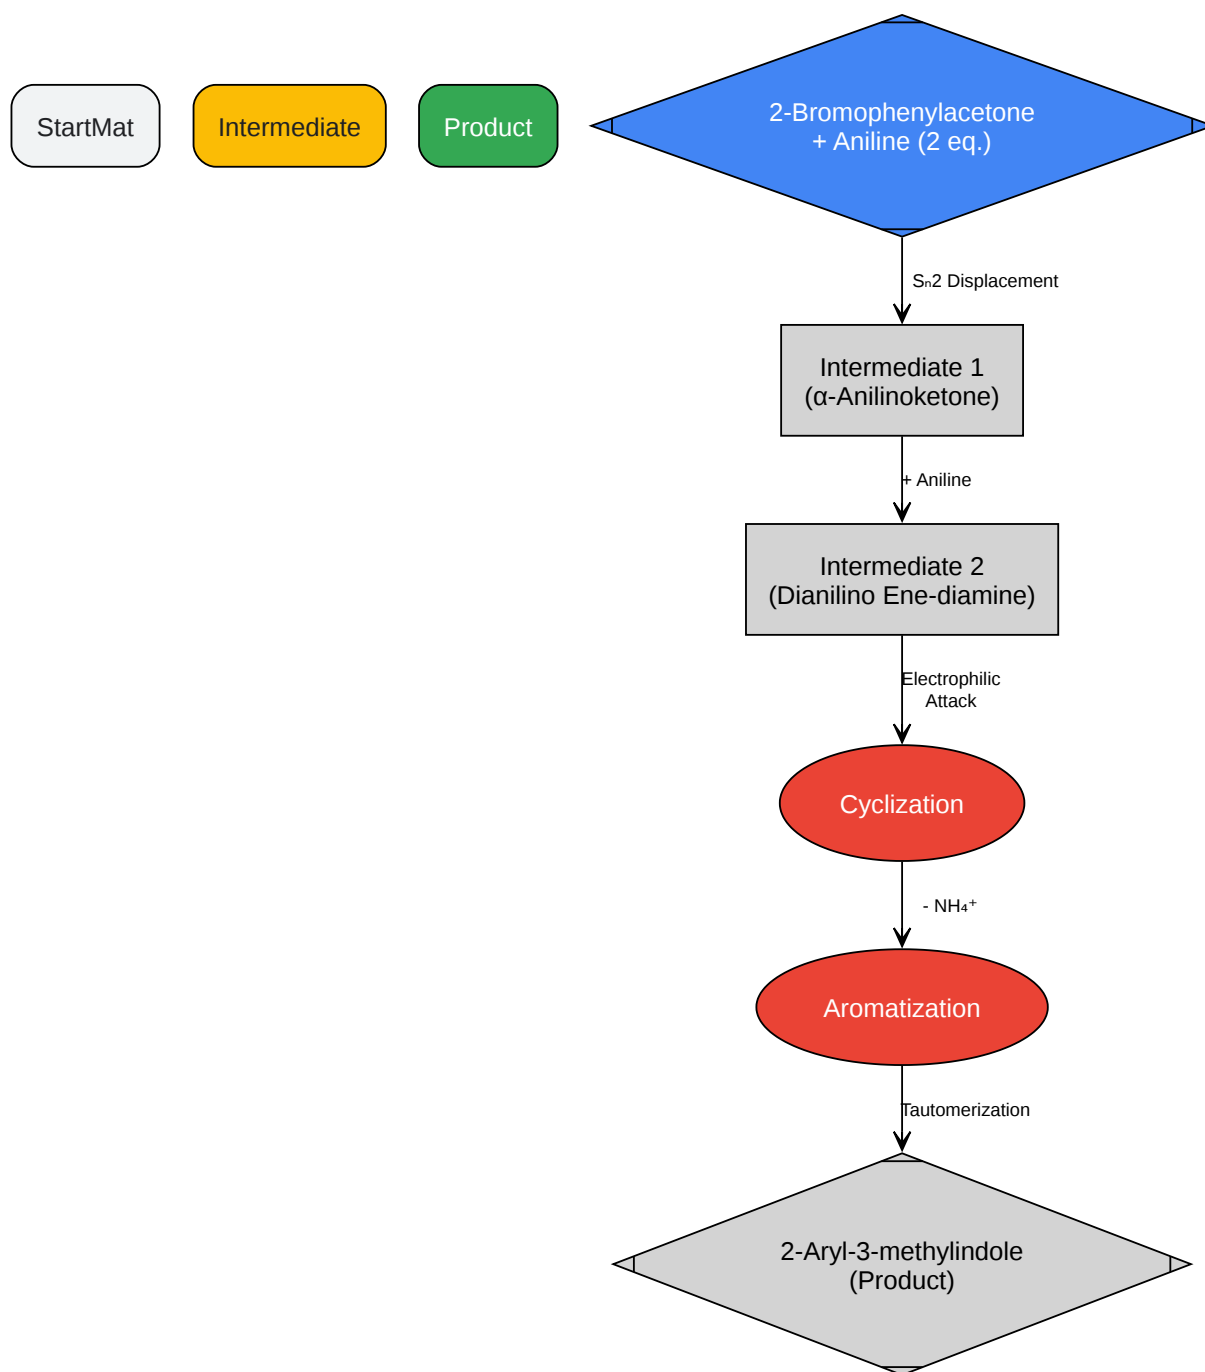 StartMat
Intermediate
Product
2-Bromophenylacetone
+ Aniline (2 eq.)
Sₙ2 Displacement
Intermediate 1
(α-Anilinoketone)
+ Aniline
Intermediate 2
(Dianilino Ene-diamine)
Electrophilic
Attack
Cyclization
- NH₄⁺
Aromatization
Tautomerization
2-Aryl-3-methylindole
(Product)